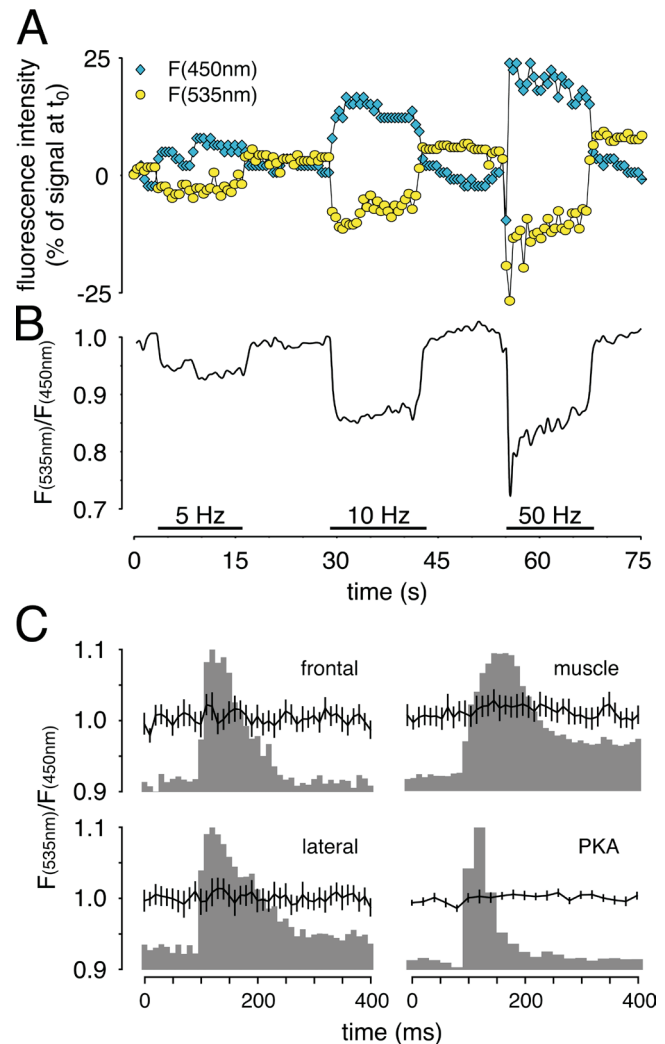 A
fluorescence intensity
(% of signal at t0)
25
0
-25
F(450nm)
F(535nm)
B
F(535nm)/F(450nm)
1.0
0.9
0.8
0.7
5 Hz 10 Hz 50 Hz
0 15 30 45 60 75
time (s)
C
F(535nm)/F(450nm)
1.1
1.0
0.9
frontal
muscle
1.1
1.0
0.9
lateral
PKA
0 200 400
0 200 400
time (ms)